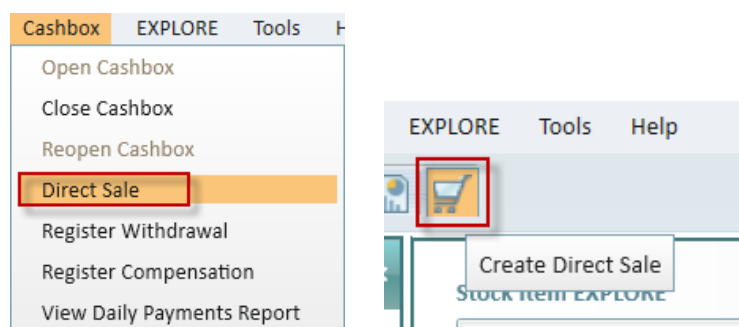 Cashbox EXPLORE Tools
Open Cashbox
Close Cashbox
Reopen Cashbox
Direct Sale
Register Withdrawal
Register Compensation
View Daily Payments Report
EXPLORE Tools Help
Create Direct Sale
Stock Item EXPLORE